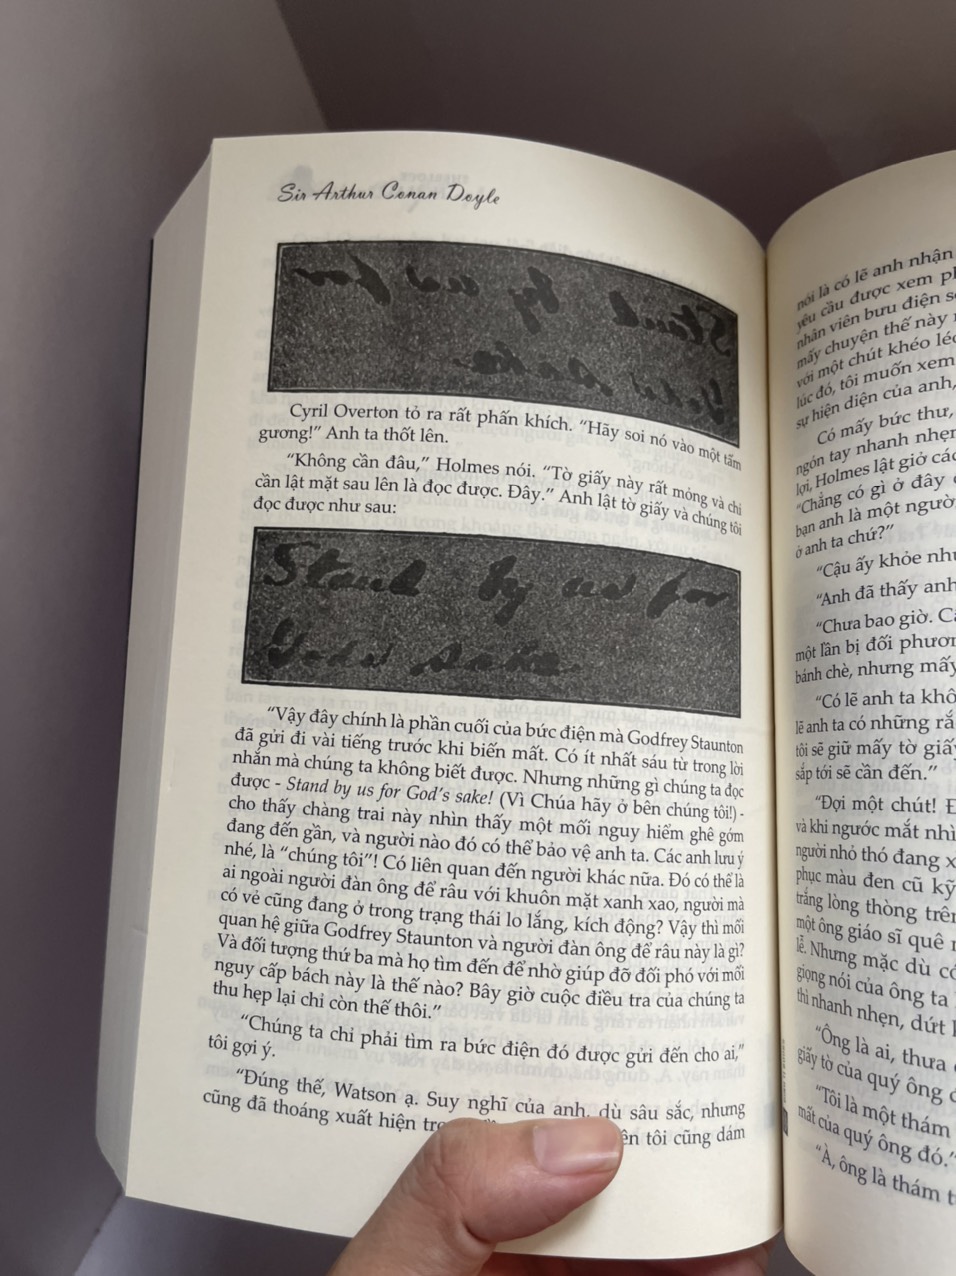 Sir Arthur Conan Doyle
Stand by us for
God's sake
Cyril Overton tỏ ra rất phấn khích. “Hãy soi nó vào một tấm
gương!” Anh ta thốt lên.
“Không cần đâu,” Holmes nói. “Tờ giấy này rất mỏng và chỉ
cần lật mặt sau lên là đọc được. Đây.” Anh lật tờ giấy và chúng tôi
đọc được như sau:
Stand by us for
Gods sake.
“Vậy đây chính là phần cuối của bức điện mà Godfrey Staunton
đã gửi đi vài tiếng trước khi biến mất. Có ít nhất sáu từ trong lời
nhắn mà chúng ta không biết được. Nhưng những gì chúng ta đọc
được - Stand by us for God’s sake! (Vì Chúa hãy ở bên chúng tôi!) -
cho thấy chàng trai này nhìn thấy một mối nguy hiểm ghê gớm
đang đến gần, và người nào đó có thể bảo vệ anh ta. Các anh lưu ý
nhé, là “chúng tôi”! Có liên quan đến người khác nữa. Đó có thể là
ai ngoài người đàn ông để râu với khuôn mặt xanh xao, người mà
có vẻ cũng đang ở trong trạng thái lo lắng, kích động? Vậy thì mối
quan hệ giữa Godfrey Staunton và người đàn ông để râu này là gì?
Và đối tượng thứ ba mà họ tìm đến để nhờ giúp đỡ đối phó với mối
nguy cấp bách này là thế nào? Bây giờ cuộc điều tra của chúng ta
thu hẹp lại chỉ còn thế thôi.”
“Chúng ta chỉ phải tìm ra bức điện đó được gửi đến cho ai,”
tôi gợi ý.
“Đúng thế, Watson ạ. Suy nghĩ của anh, dù sâu sắc, nhưng
cũng đã thoáng xuất hiện tôi cũng dám
nói là có lẽ anh nhận
yêu cầu được xem
nhân viên bưu điện
mấy chuyện thế này
với một chút khéo
lúc đó, tôi muốn xem
sự hiện diện của anh,
Có mấy bức thư,
ngón tay nhanh
lợi, Holmes lật giở
“Chẳng có gì ở đây
bạn anh là một
ở anh ta chứ?”
“Cậu ấy khỏe
“Anh đã thấy anh
“Chưa bao giờ.
một lần bị đối
bánh chè, nhưng mấy
“Có lẽ anh ta
lẽ anh ta có những
tôi sẽ giữ mấy tờ
sắp tới sẽ cần đến.”
“Đợi một chút!
và khi ngước mắt
người nhỏ thó đang
phục màu đen cũ
trắng lòng thòng
một ông giáo sĩ quê
lễ. Nhưng mặc dù
giọng nói của ông ta
thì nhanh nhẹn, dứt
“Ông là ai, thưa
giấy tờ của quý ông
“Tôi là một thám
mất của quý ông đó.”
“À, ông là thám